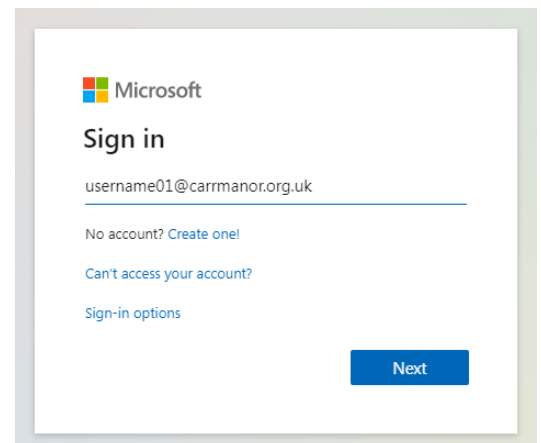 Microsoft
Sign in
username01@carrmanor.org.uk
No account? Create one!
Can't access your account?
Sign-in options
Next